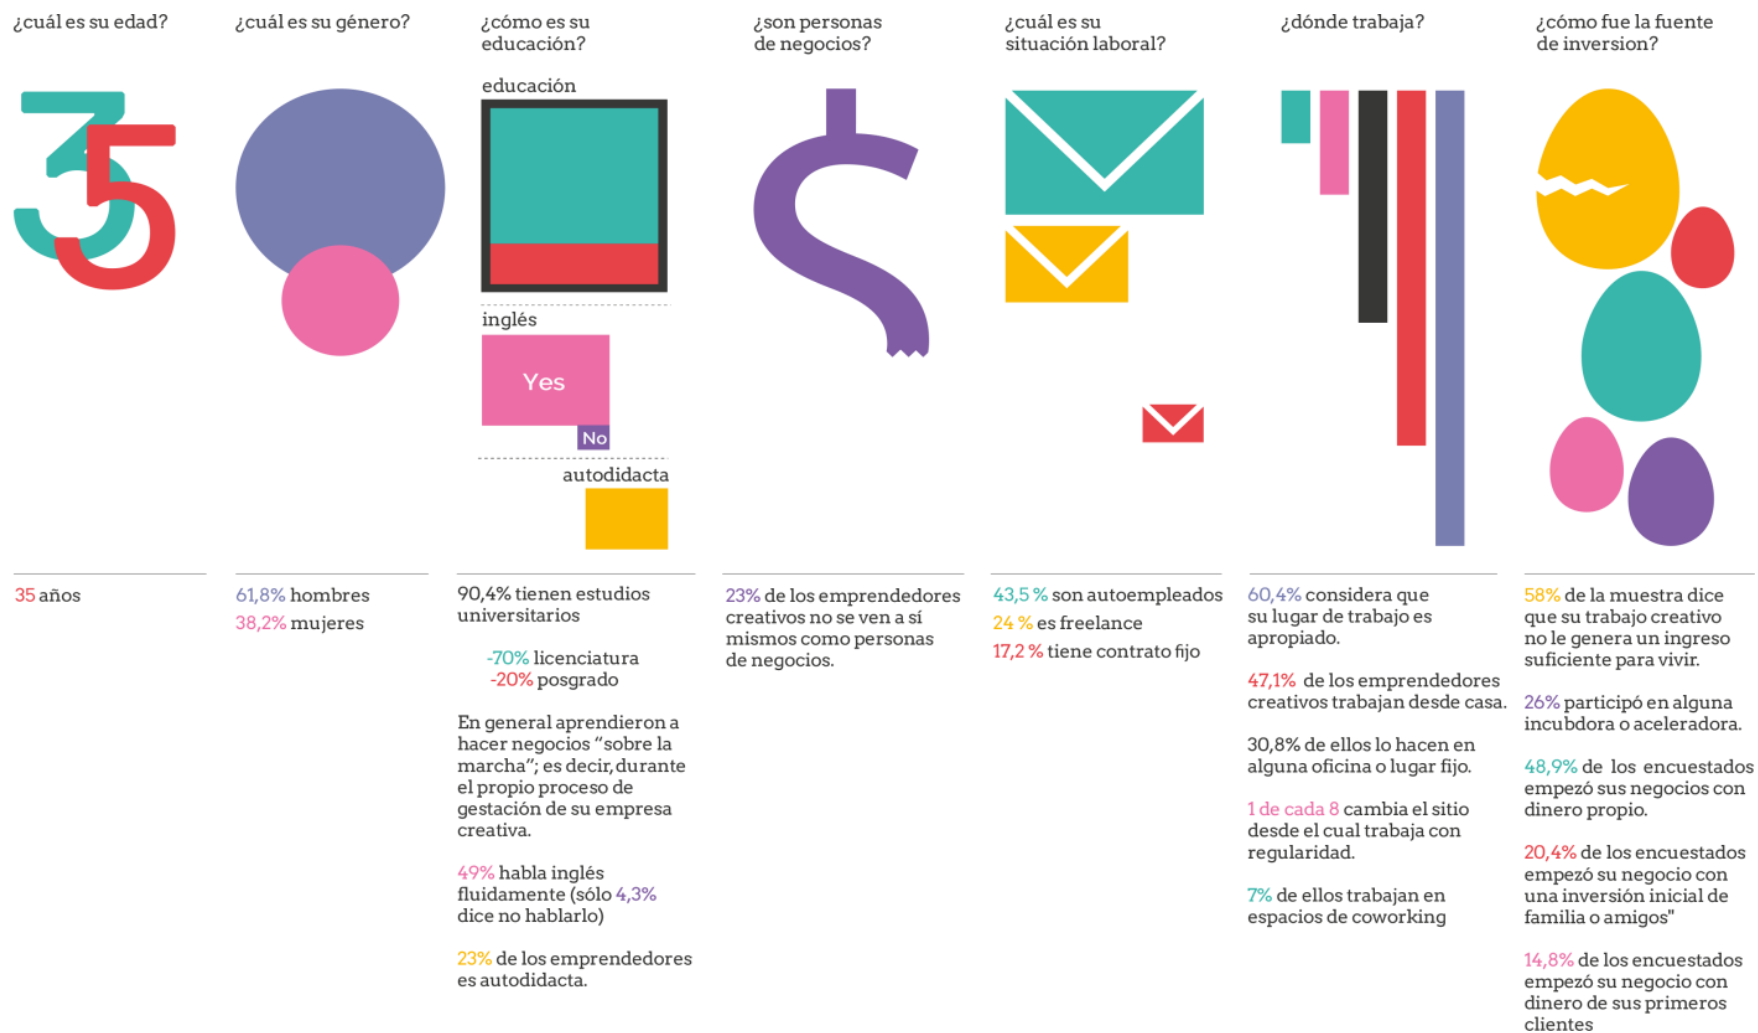 ¿cuál es su edad?
35
35 años
¿cuál es su género?
61,8% hombres
38,2% mujeres
¿cómo es su
educación?
educación
inglés
Yes
No
autodidacta
90,4% tienen estudios
universitarios
-70% licenciatura
-20% posgrado
En general aprendieron a
hacer negocios “sobre la
marcha”; es decir, durante
el propio proceso de
gestación de su empresa
creativa.
49% habla inglés
fluidamente (sólo 4,3%
dice no hablarlo)
23% de los emprendedores
es autodidacta.
¿son personas
de negocios?
23% de los emprendedores
creativos no se ven a sí
mismos como personas
de negocios.
¿cuál es su
situación laboral?
43,5 % son autoempleados
24 % es freelance
17,2 % tiene contrato fijo
¿dónde trabaja?
60,4% considera que
su lugar de trabajo es
apropiado.
47,1% de los emprendedores
creativos trabajan desde casa.
30,8% de ellos lo hacen en
alguna oficina o lugar fijo.
1 de cada 8 cambia el sitio
desde el cual trabaja con
regularidad.
7% de ellos trabajan en
espacios de coworking
¿cómo fue la fuente
de inversion?
58% de la muestra dice
que su trabajo creativo
no le genera un ingreso
suficiente para vivir.
26% participó en alguna
incubdora o aceleradora.
48,9% de los encuestados
empezó sus negocios con
dinero propio.
20,4% de los encuestados
empezó su negocio con
una inversión inicial de
familia o amigos"
14,8% de los encuestados
empezó su negocio con
dinero de sus primeros
clientes